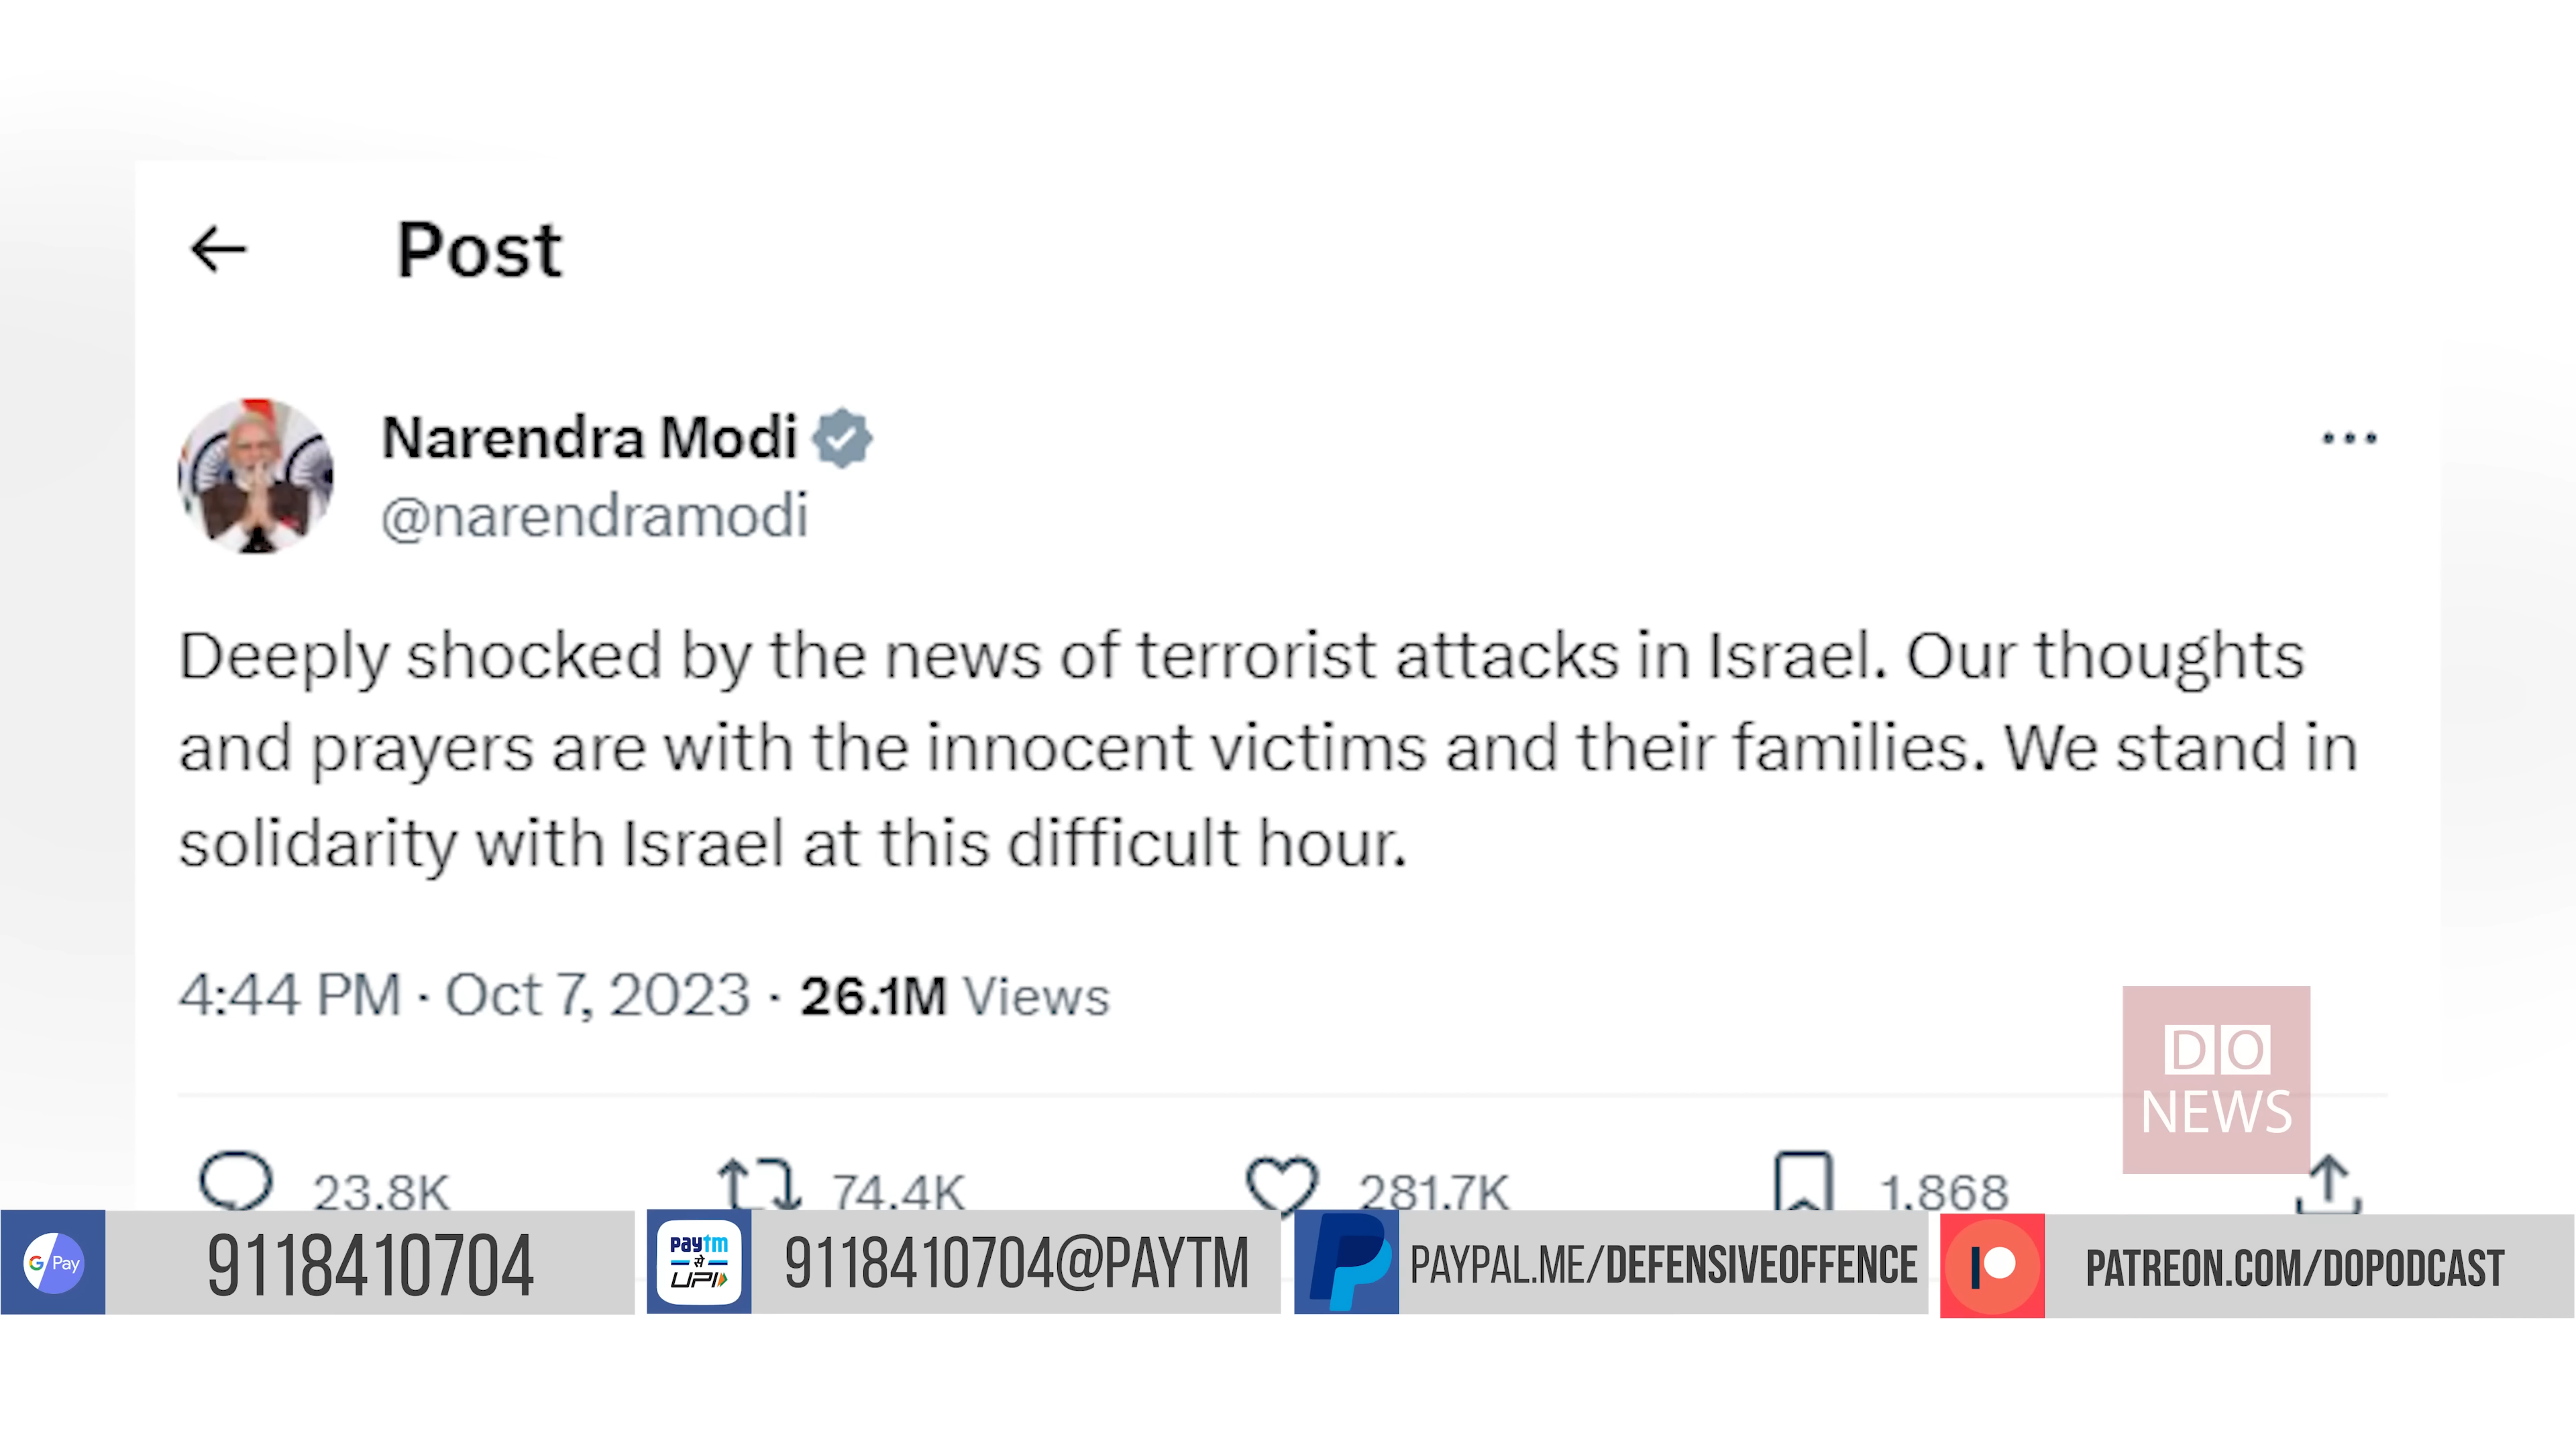 Post
Narendra Modi
@narendramodi
Deeply shocked by the news of terrorist attacks in Israel. Our thoughts
and prayers are with the innocent victims and their families. We stand in
solidarity with Israel at this difficult hour.
4:44 PM · Oct 7, 2023 · 26.1M Views
DO
NEWS
23.8K 74.4K 281.7K 1,868
G Pay 9118410704
paytm से UPI 9118410704@PAYTM
PAYPAL.ME/DEFENSIVEOFFENCE
PATREON.COM/DOPODCAST